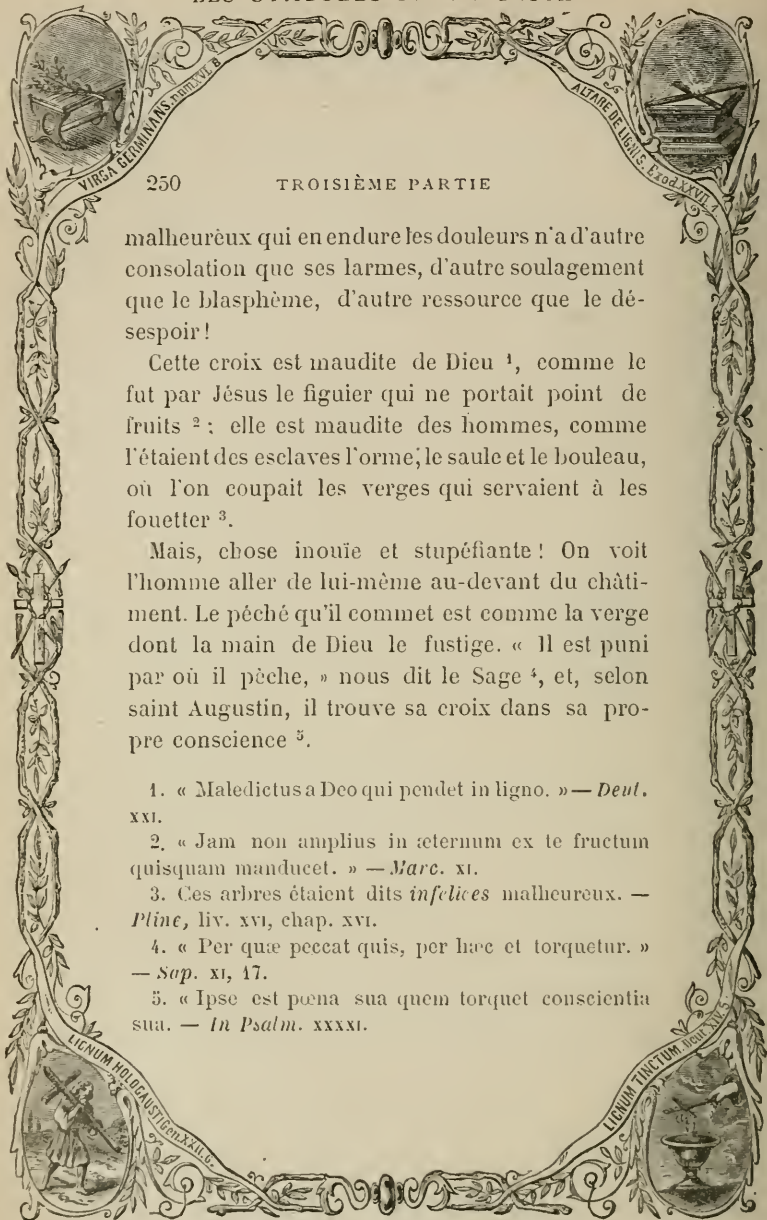 VIRGA GERMINANS. num XVI. 8
ALTARE DE LIGNIS. Exod XXVII. 1
250 TROISIÈME PARTIE
malheureux qui en endure les douleurs n'a d'autre
consolation que ses larmes, d'autre soulagement
que le blasphème, d'autre ressource que le dé-
sespoir !
Cette croix est maudite de Dieu ¹, comme le
fut par Jésus le figuier qui ne portait point de
fruits ² ; elle est maudite des hommes, comme
l'étaient des esclaves l'orme, le saule et le bouleau,
où l'on coupait les verges qui servaient à les
fouetter ³.
Mais, chose inouïe et stupéfiante ! On voit
l'homme aller de lui-même au-devant du châti-
ment. Le péché qu'il commet est comme la verge
dont la main de Dieu le fustige. « Il est puni
par où il pèche, » nous dit le Sage ⁴, et, selon
saint Augustin, il trouve sa croix dans sa pro-
pre conscience ⁵.
1. « Maledictus a Deo qui pendet in ligno. » — Deut.
XXI.
2. « Jam non amplius in æternum ex te fructum
quisquam manducet. » — Marc. XI.
3. Ces arbres étaient dits infelices malheureux. —
Pline, liv. XVI, chap. XVI.
4. « Per quæ peccat quis, per hæc et torquetur. »
— Sap. XI, 17.
5. « Ipse est pœna sua quem torquet conscientia
sua. — In Psalm. XXXXI.
LIGNUM HOLOCAUSTI Gen. XXII. 6.
LIGNUM TINCTUM. XIV.